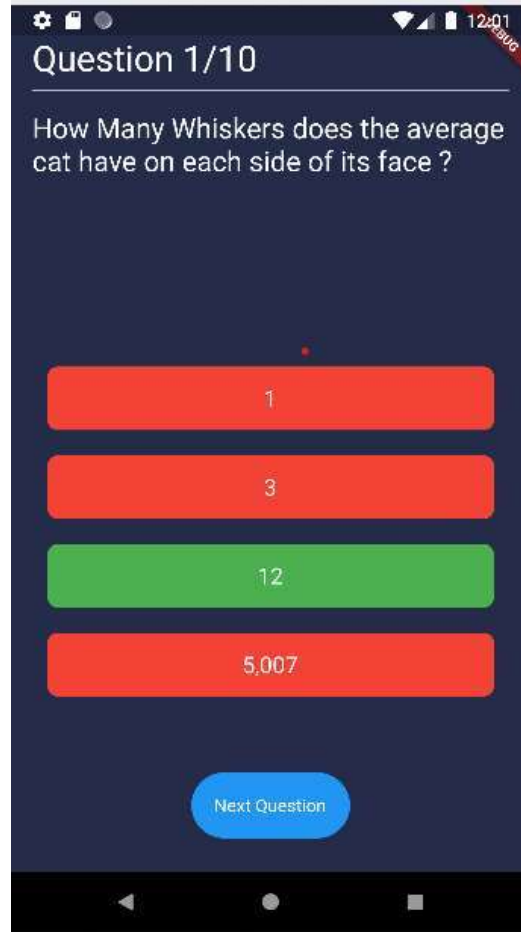 12:01
DEBUG
Question 1/10
How Many Whiskers does the average
cat have on each side of its face ?
1
3
12
5,007
Next Question